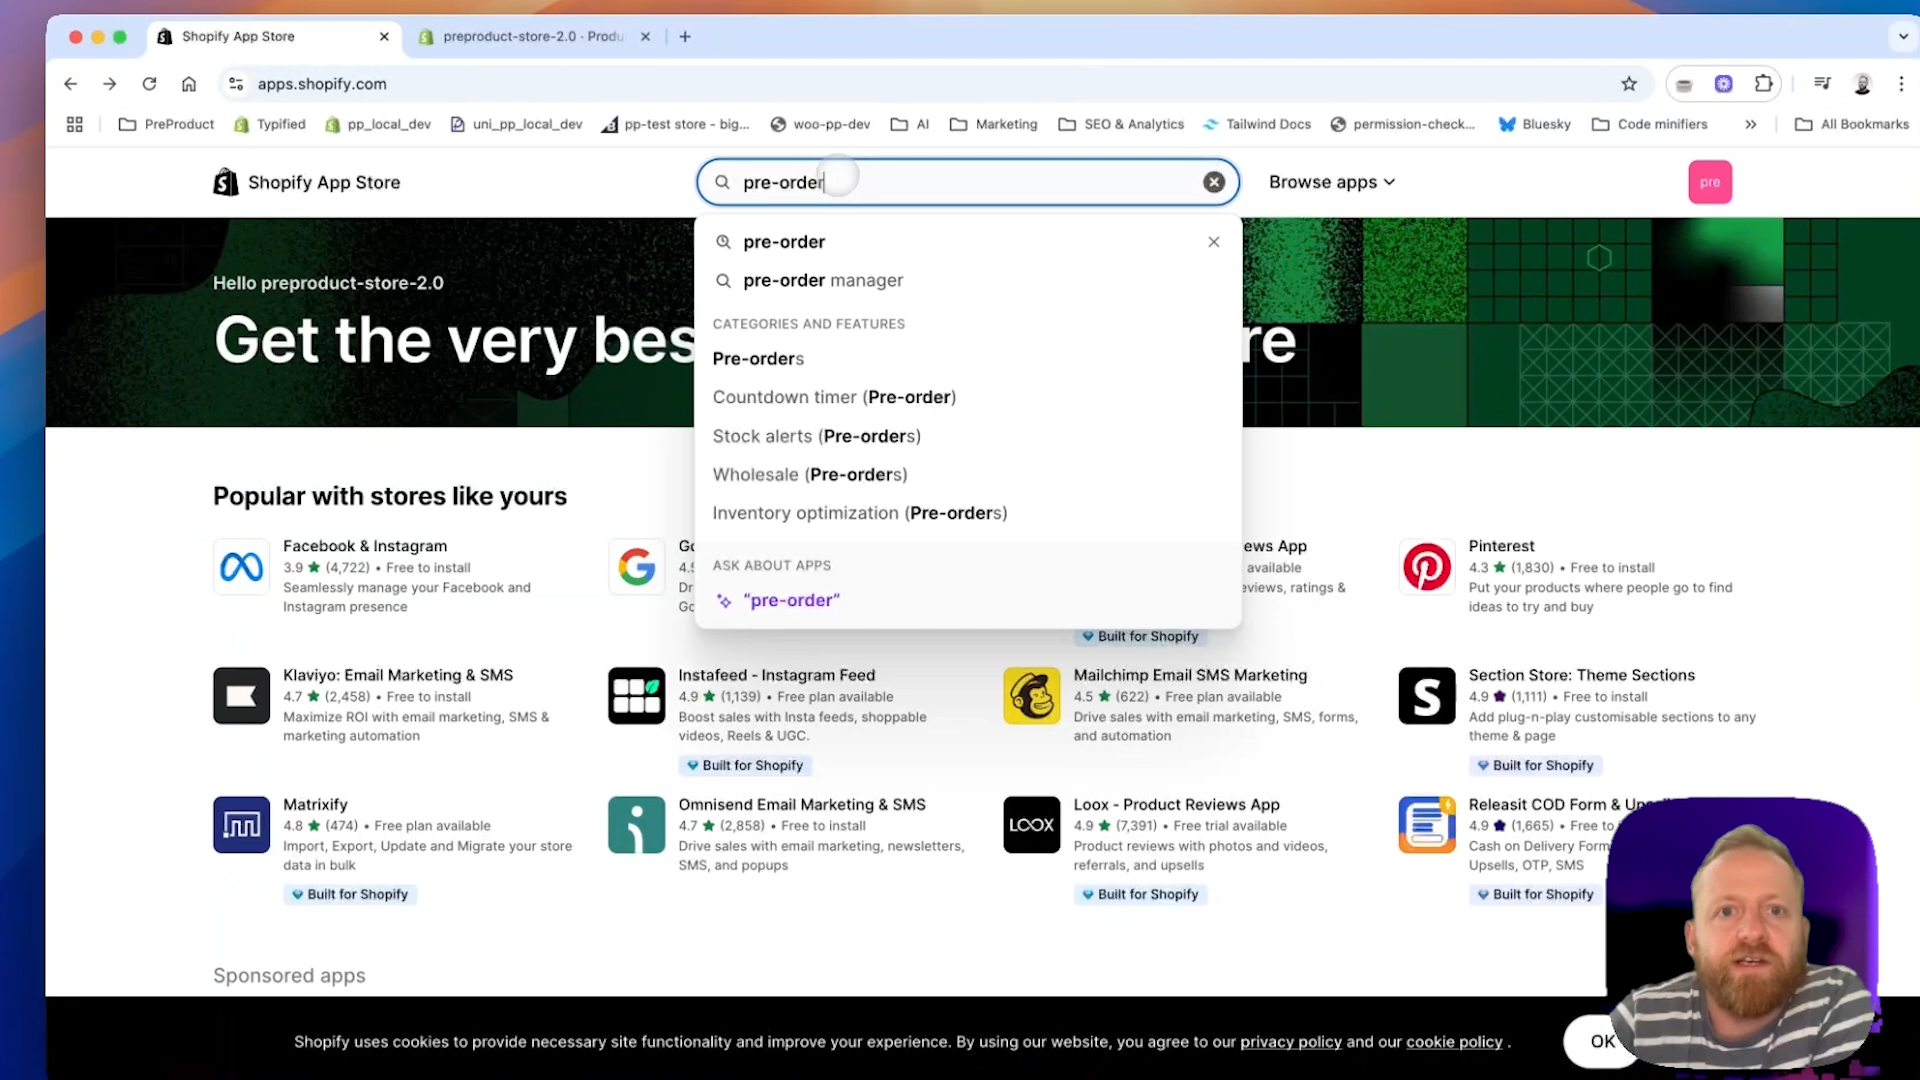 Shopify App Store
preproduct-store-2.0 · Produ
apps.shopify.com
PreProduct
Typified
pp_local_dev
uni_pp_local_dev
pp-test store - big...
woo-pp-dev
AI
Marketing
SEO & Analytics
Tailwind Docs
permission-check...
Bluesky
Code minifiers
All Bookmarks
Shopify App Store
pre-order
Browse apps
pre
pre-order
pre-order manager
CATEGORIES AND FEATURES
Pre-orders
Countdown timer (Pre-order)
Stock alerts (Pre-orders)
Wholesale (Pre-orders)
Inventory optimization (Pre-orders)
ASK ABOUT APPS
“pre-order”
Hello preproduct-store-2.0
Get the very bes
re
Popular with stores like yours
Facebook & Instagram
3.9 ★ (4,722) • Free to install
Seamlessly manage your Facebook and
Instagram presence
ews App
available
eviews, ratings &
Built for Shopify
Pinterest
4.3 ★ (1,830) • Free to install
Put your products where people go to find
ideas to try and buy
Klaviyo: Email Marketing & SMS
4.7 ★ (2,458) • Free to install
Maximize ROI with email marketing, SMS &
marketing automation
Instafeed - Instagram Feed
4.9 ★ (1,139) • Free plan available
Boost sales with Insta feeds, shoppable
videos, Reels & UGC.
Built for Shopify
Mailchimp Email SMS Marketing
4.5 ★ (622) • Free plan available
Drive sales with email marketing, SMS, forms,
and automation
Section Store: Theme Sections
4.9 ★ (1,111) • Free to install
Add plug-n-play customisable sections to any
theme & page
Built for Shopify
Matrixify
4.8 ★ (474) • Free plan available
Import, Export, Update and Migrate your store
data in bulk
Built for Shopify
Omnisend Email Marketing & SMS
4.7 ★ (2,858) • Free to install
Drive sales with email marketing, newsletters,
SMS, and popups
LOOX
Loox - Product Reviews App
4.9 ★ (7,391) • Free trial available
Product reviews with photos and videos,
referrals, and upsells
Built for Shopify
Releasit COD Form &
4.9 ★ (1,665) • Free to
Cash on Delivery Form
Upsells, OTP, SMS
Built for Shopify
Sponsored apps
Shopify uses cookies to provide necessary site functionality and improve your experience. By using our website, you agree to our privacy policy and our cookie policy .
OK